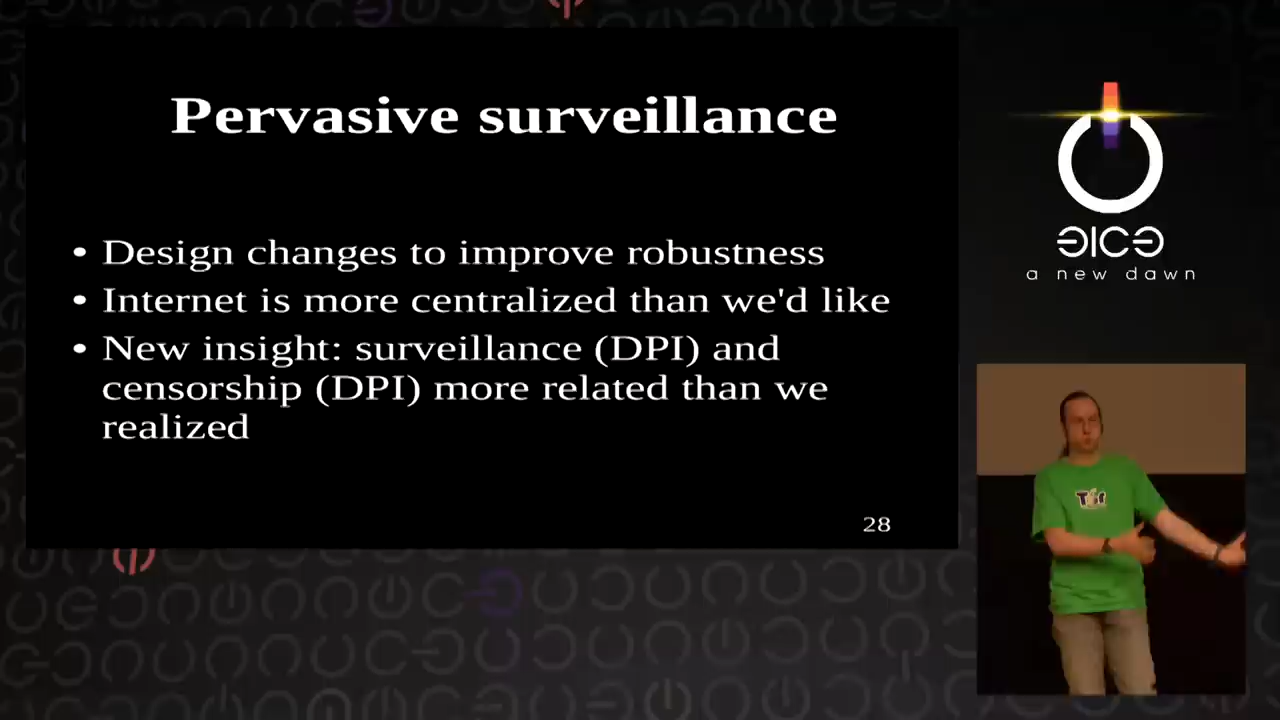 Pervasive surveillance
• Design changes to improve robustness
• Internet is more centralized than we'd like
• New insight: surveillance (DPI) and
censorship (DPI) more related than we
realized
28
a new dawn
Tor